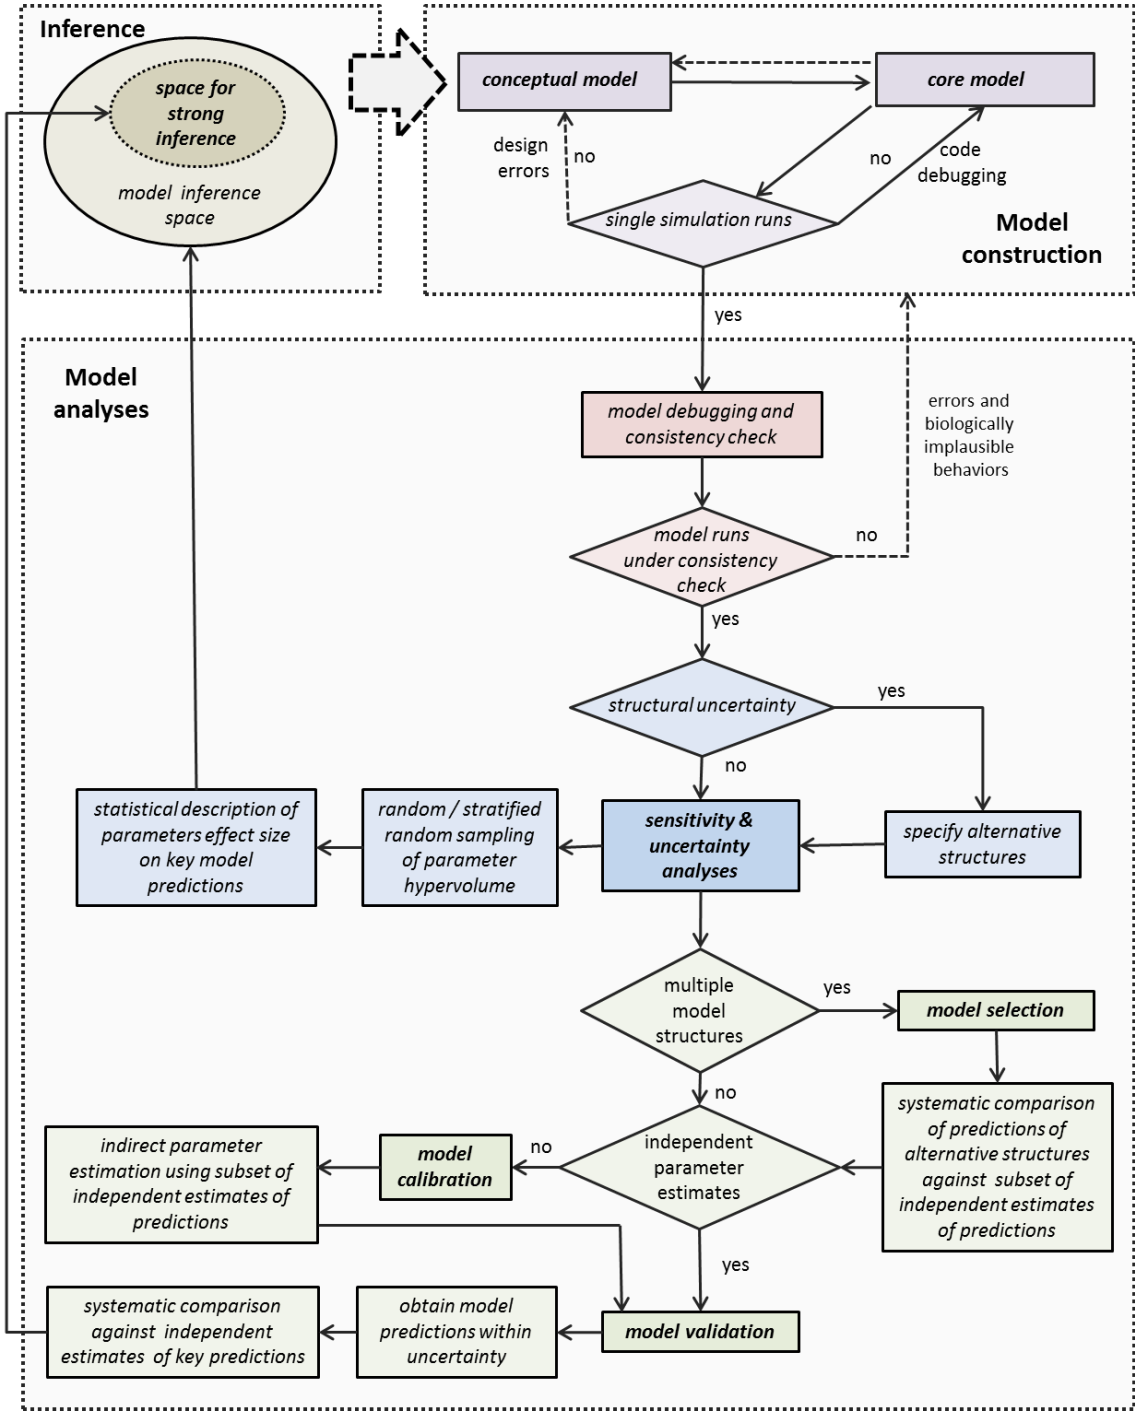 Inference
space for
strong
inference
model inference
space
conceptual model
core model
design
errors
no
no
code
debugging
single simulation runs
Model
construction
yes
Model
analyses
model debugging and
consistency check
errors and
biologically
implausible
behaviors
model runs
under consistency
check
no
yes
structural uncertainty
yes
no
statistical description of
parameters effect size
on key model
predictions
random / stratified
random sampling
of parameter
hypervolume
sensitivity &
uncertainty
analyses
specify alternative
structures
multiple
model
structures
yes
model selection
no
systematic comparison
of predictions of
alternative structures
against subset of
independent estimates
of predictions
independent
parameter
estimates
no
model
calibration
indirect parameter
estimation using subset of
independent estimates of
predictions
yes
model validation
obtain model
predictions within
uncertainty
systematic comparison
against independent
estimates of key predictions